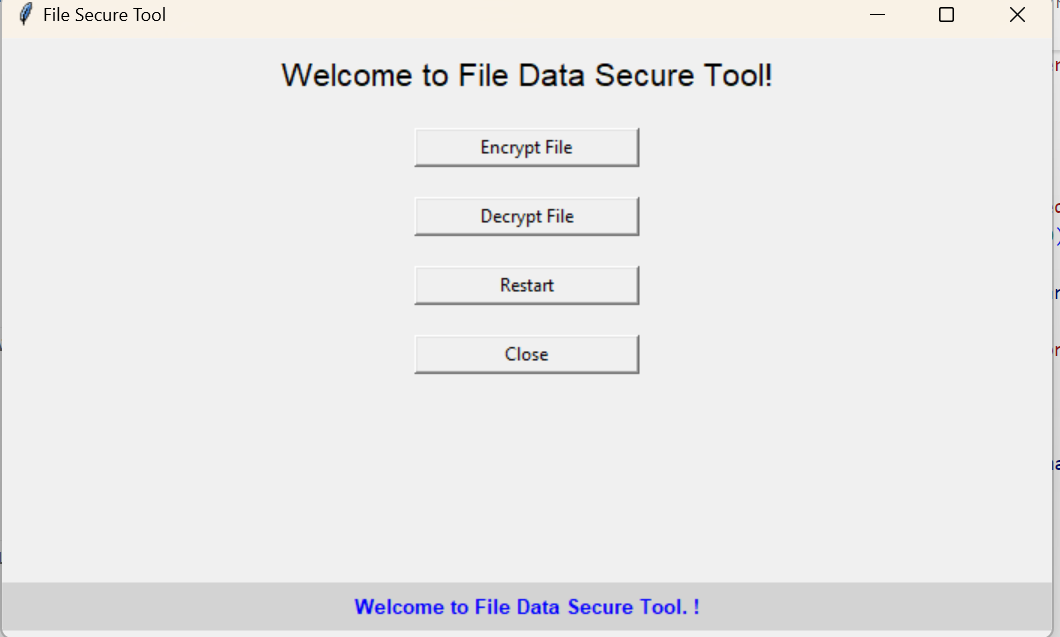 File Secure Tool
Welcome to File Data Secure Tool!
Encrypt File
Decrypt File
Restart
Close
Welcome to File Data Secure Tool. !